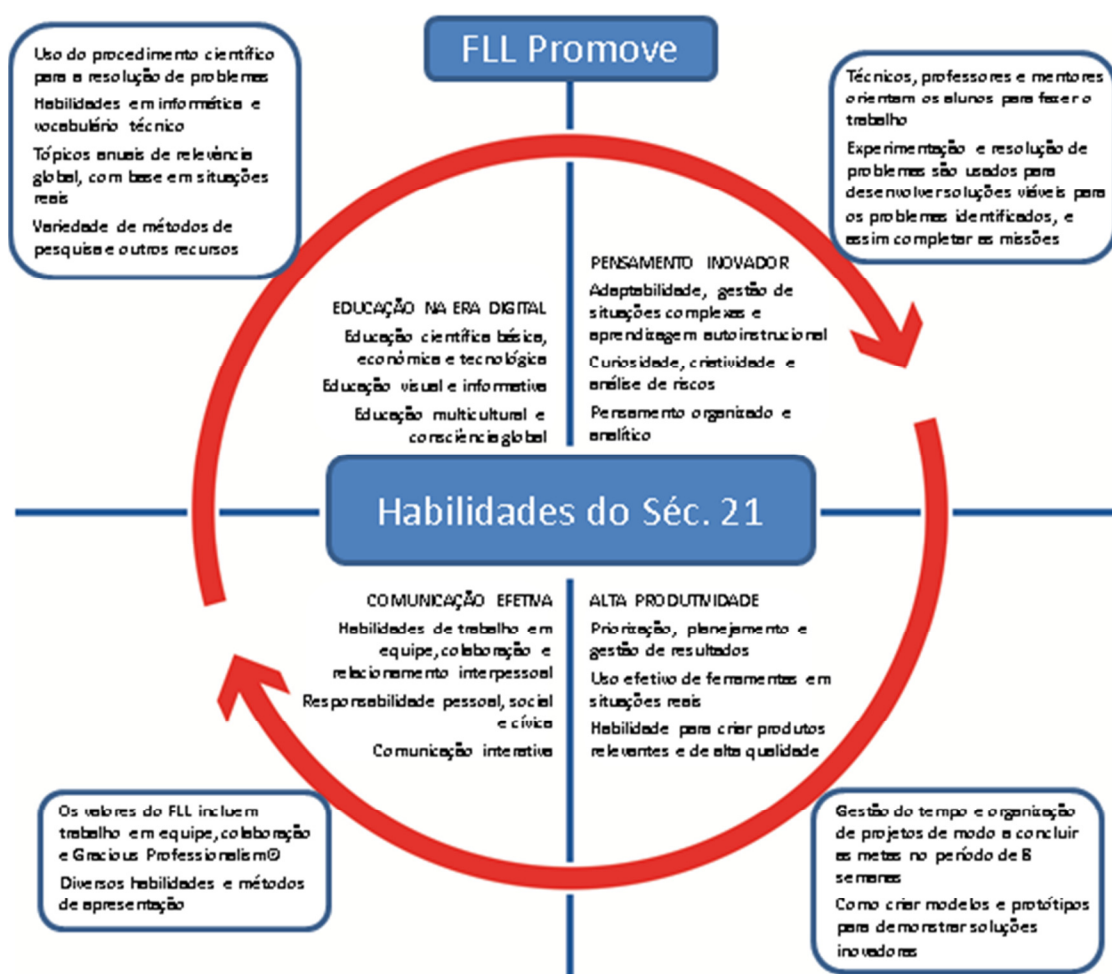 FLL Promove
Uso do procedimento científico
para a resolução de problemas
Habilidades em informática e
vocabulário técnico
Tópicos anuais de relevância
global, com base em situações
reais
Variedade de métodos de
pesquisa e outros recursos
Técnicos, professores e mentores
orientam os alunos para fazer o
trabalho
Experimentação e resolução de
problemas são usados para
desenvolver soluções viáveis para
os problemas identificados, e
assim completar as missões
EDUCAÇÃO NA ERA DIGITAL
Educação científica básica,
econômica e tecnológica
Educação visual e informativa
Educação multicultural e
consciência global
PENSAMENTO INOVADOR
Adaptabilidade, gestão de
situações complexas e
aprendizagem autoinstrucional
Curiosidade, criatividade e
análise de riscos
Pensamento organizado e
analítico
Habilidades do Séc. 21
COMUNICAÇÃO EFETIVA
Habilidades de trabalho em
equipe, colaboração e
relacionamento interpessoal
Responsabilidade pessoal, social
e cívica
Comunicação interativa
ALTA PRODUTIVIDADE
Priorização, planejamento e
gestão de resultados
Uso efetivo de ferramentas em
situações reais
Habilidade para criar produtos
relevantes e de alta qualidade
Os valores do FLL incluem
trabalho em equipe, colaboração
e Gracious Professionalism®
Diversos habilidades e métodos
de apresentação
Gestão do tempo e organização
de projetos de modo a concluir
as metas no período de 8
semanas
Como criar modelos e protótipos
para demonstrar soluções
inovadoras